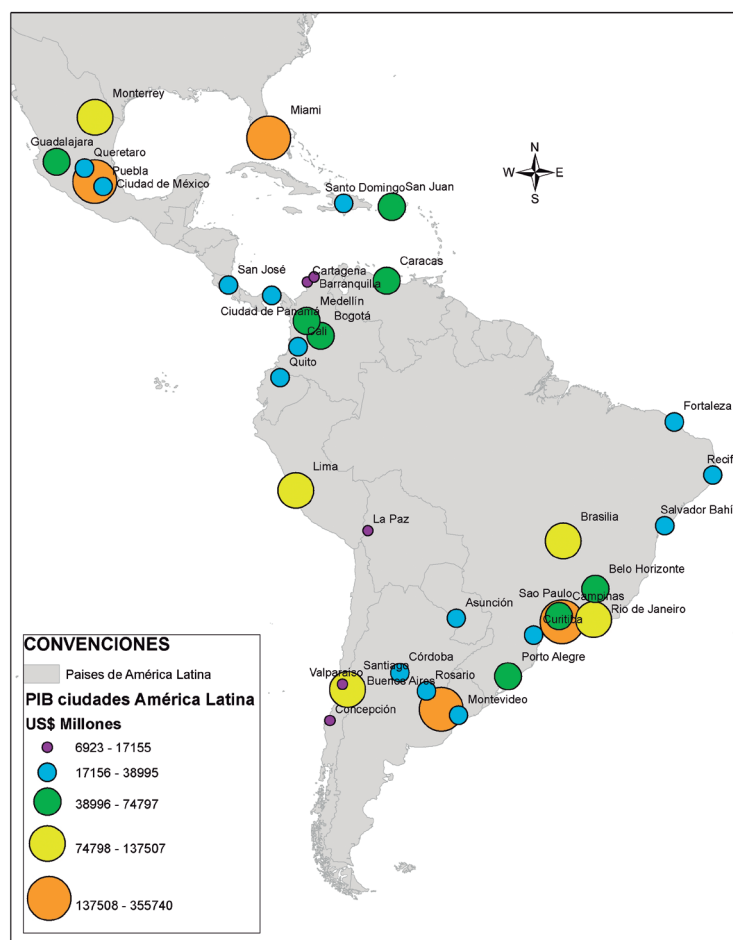 Monterrey
Miami
Guadalajara
Queretaro
Puebla
Ciudad de México
N
W E
S
Santo Domingo San Juan
San José
Cartagena
Caracas
Barranquilla
Ciudad de Panamá
Medellín
Bogotá
Cali
Quito
Fortaleza
Recif
Lima
La Paz
Salvador Bahí
Brasilia
Belo Horizonte
Sao Paulo Campinas
Asunción
Rio de Janeiro
Curitiza
Porto Alegre
Santiago Córdoba
Valparaiso
Buenos Aires Rosario
Montevideo
Concepción
CONVENCIONES
Paises de América Latina
PIB ciudades América Latina
US$ Millones
6923 - 17155
17156 - 38995
38996 - 74797
74798 - 137507
137508 - 355740